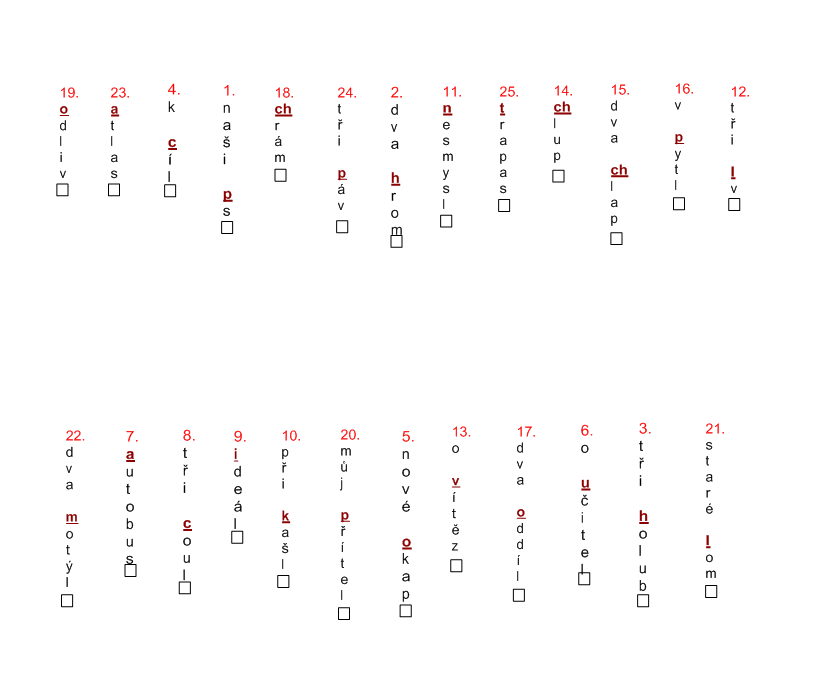 19. odliv□
23. atlas□
4. k cíl□
1. naši ps□
18. chrám□
24. tři páv□
2. dva hrom□
11. nesmysl□
25. trapas□
14. chlup□
15. dva chlap□
16. v pytl□
12. tři lv□
22. dva motýl□
7. autobus□
8. tři coul□
9. ideál□
10. při kašl□
20. můj přítel□
5. nové okap□
13. o vítěz□
17. dva oddíl□
6. o učitel□
3. tři holub□
21. staré lom□